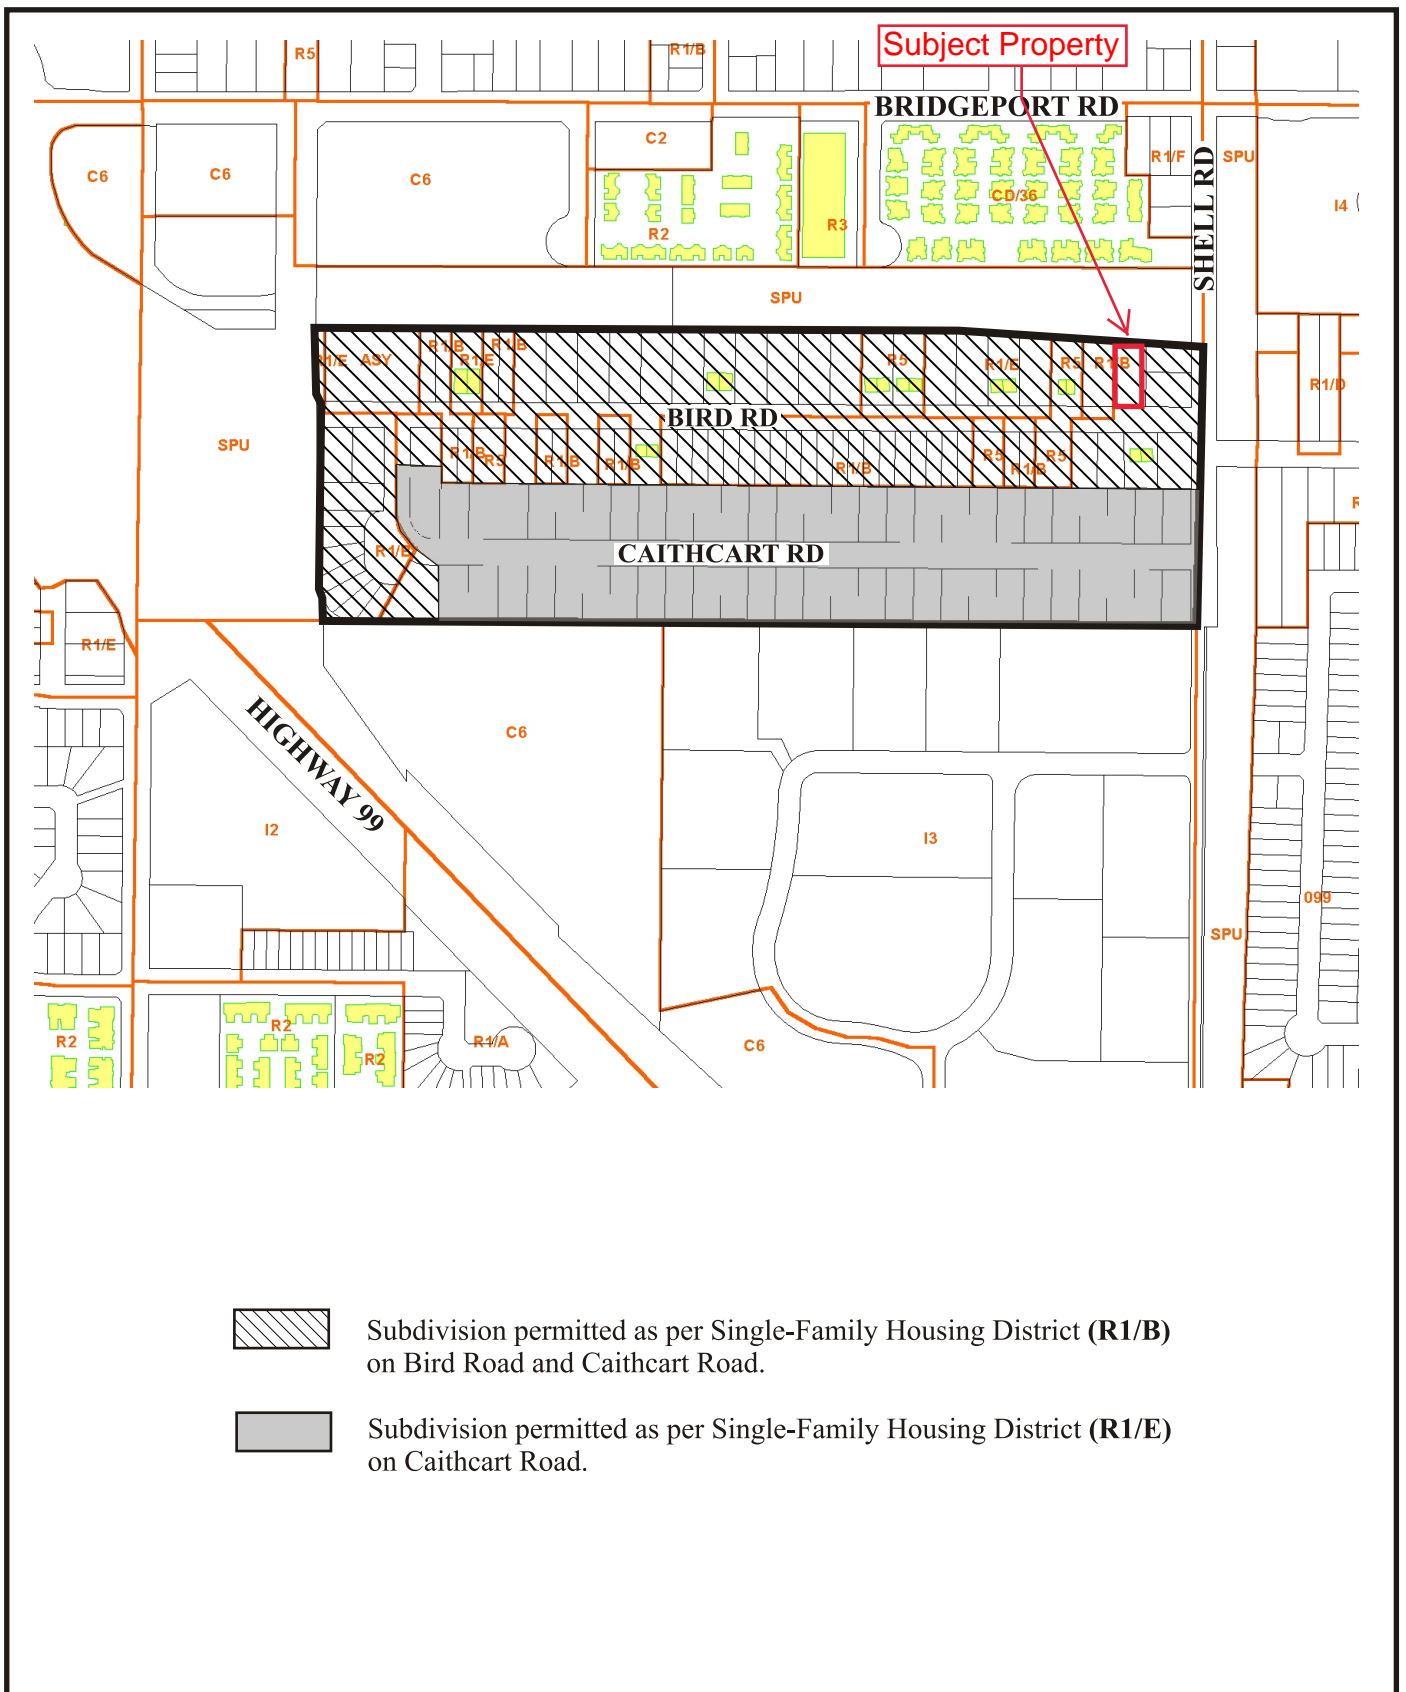 Subject Property
R5
R1/B
BRIDGEPORT RD
C6
C6
C6
C2
R2
R3
CD/36
R1/F
SPU
SHELL RD
I4
SPU
R1/B
R1/B
ASY
R1/E
R5
R1/E
R5
R1/B
R1/D
BIRD RD
SPU
R1/B
R5
R1/B
R1/B
R1/B
R5
R1/B
R5
CAITHCART RD
R1/E
HIGHWAY 99
C6
I2
I3
099
SPU
R2
R2
R2
R1/A
C6
Subdivision permitted as per Single-Family Housing District (R1/B)
on Bird Road and Caithcart Road.
Subdivision permitted as per Single-Family Housing District (R1/E)
on Caithcart Road.